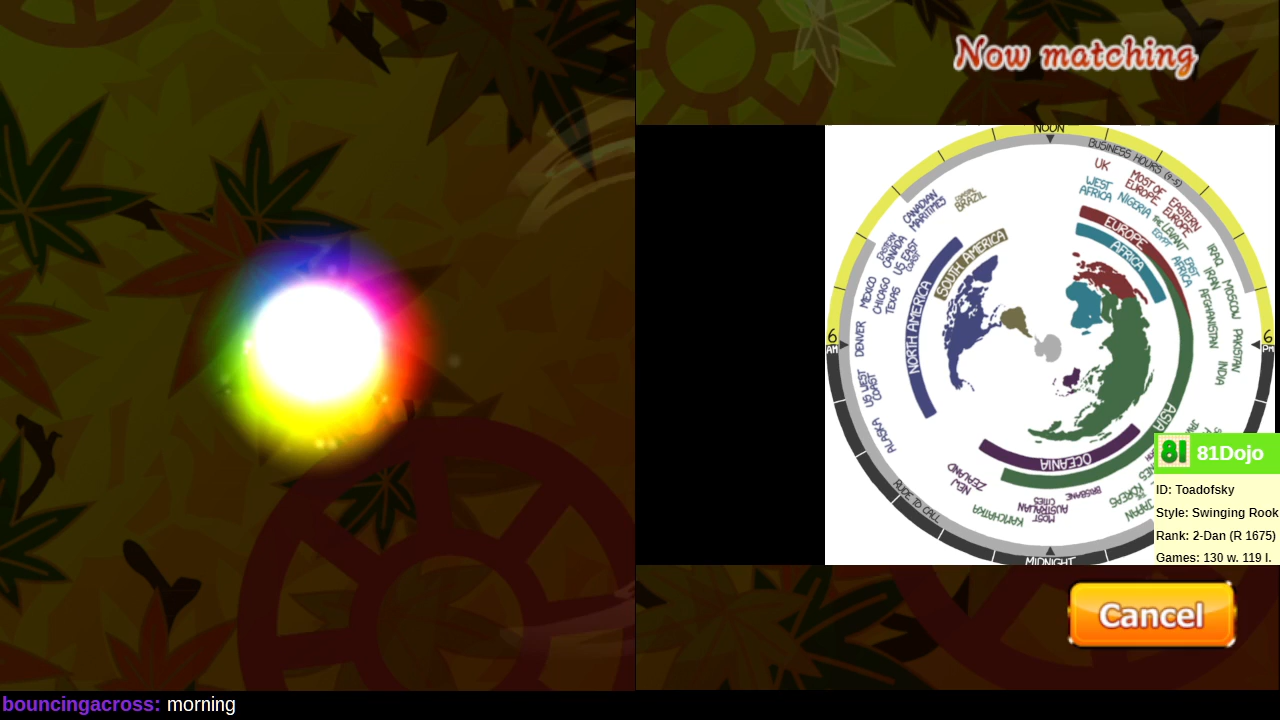 Now matching
NOON
BUSINESS HOURS (9-5)
UK
MOST OF
EUROPE
EASTERN
EUROPE
WEST
AFRICA
NIGERIA
THE LEVANT
EGYPT
EAST
AFRICA
IRAQ
IRAN
MOSCOW
AFGHANISTAN
PAKISTAN
INDIA
CANADIAN
MARITIMES
BRAZIL
EASTERN
CANADA
US EAST
COAST
MEXICO
CHICAGO
TEXAS
DENVER
US WEST
COAST
ALASKA
EUROPE
AFRICA
SOUTH AMERICA
NORTH AMERICA
ASIA
OCEANIA
6
AM
6
PM
NEW
ZEALAND
KAMCHATKA
MOST
AUSTRALIAN
CITIES
BRISBANE
KOREAS
JAPAN
RUDE TO CALL
MIDNIGHT
81 81Dojo
ID: Toadofsky
Style: Swinging Rook
Rank: 2-Dan (R 1675)
Games: 130 w. 119 l.
Cancel
bouncingacross: morning